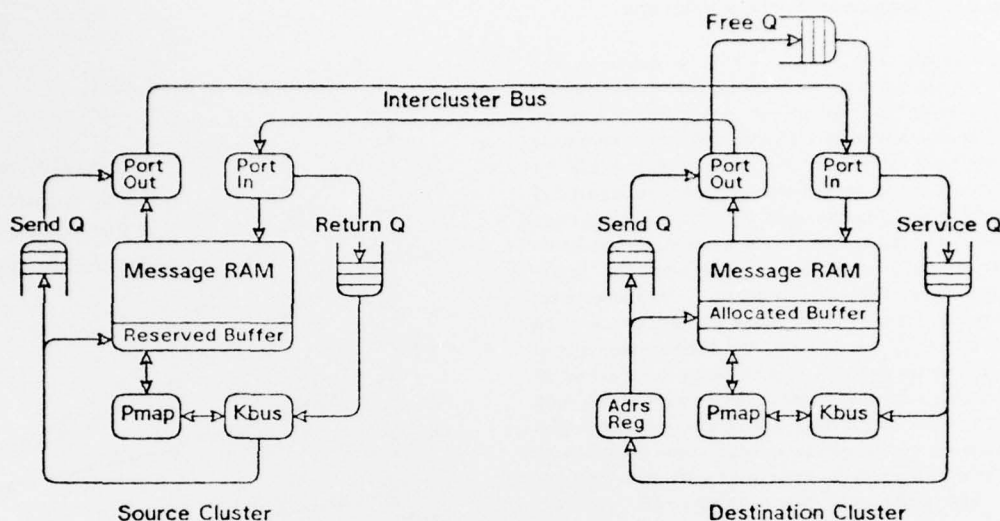 Free Q
Intercluster Bus
Port
Out
Port
In
Port
Out
Port
In
Send Q
Return Q
Send Q
Service Q
Message RAM
Message RAM
Reserved Buffer
Allocated Buffer
Pmap
Kbus
Adrs
Reg
Pmap
Kbus
Source Cluster
Destination Cluster